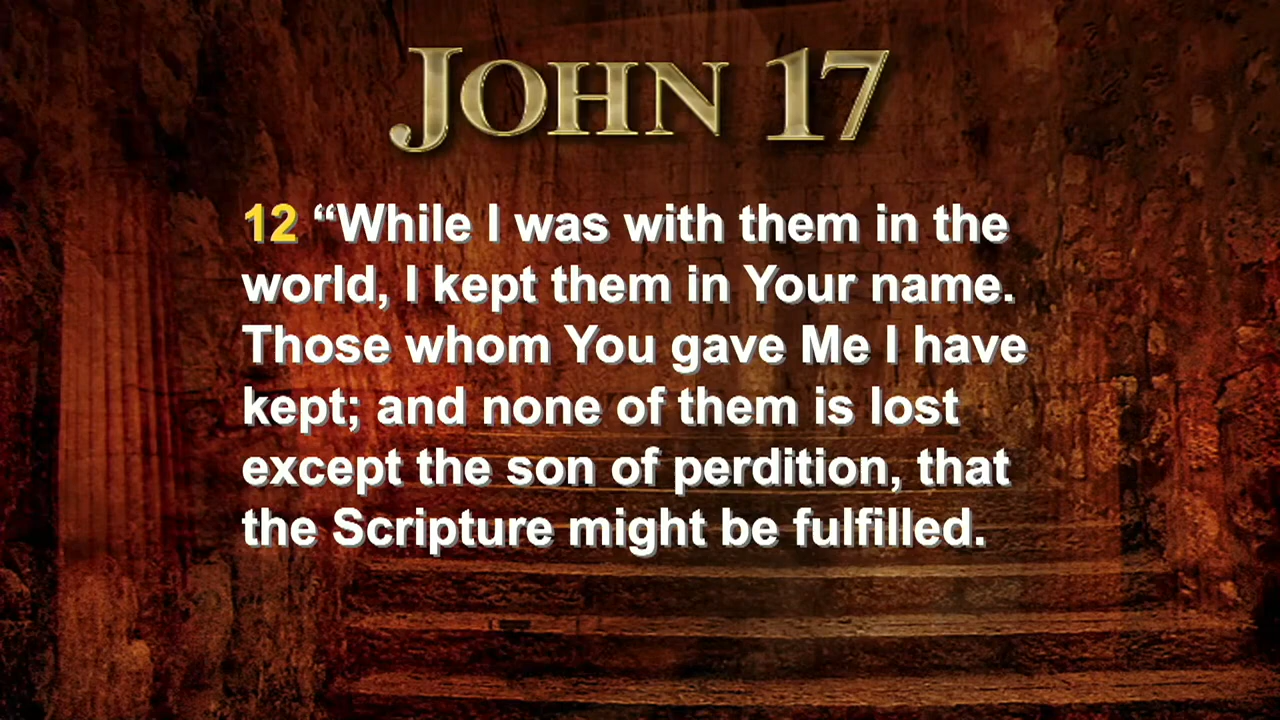 JOHN 17
12 “While I was with them in the
world, I kept them in Your name.
Those whom You gave Me I have
kept; and none of them is lost
except the son of perdition, that
the Scripture might be fulfilled.